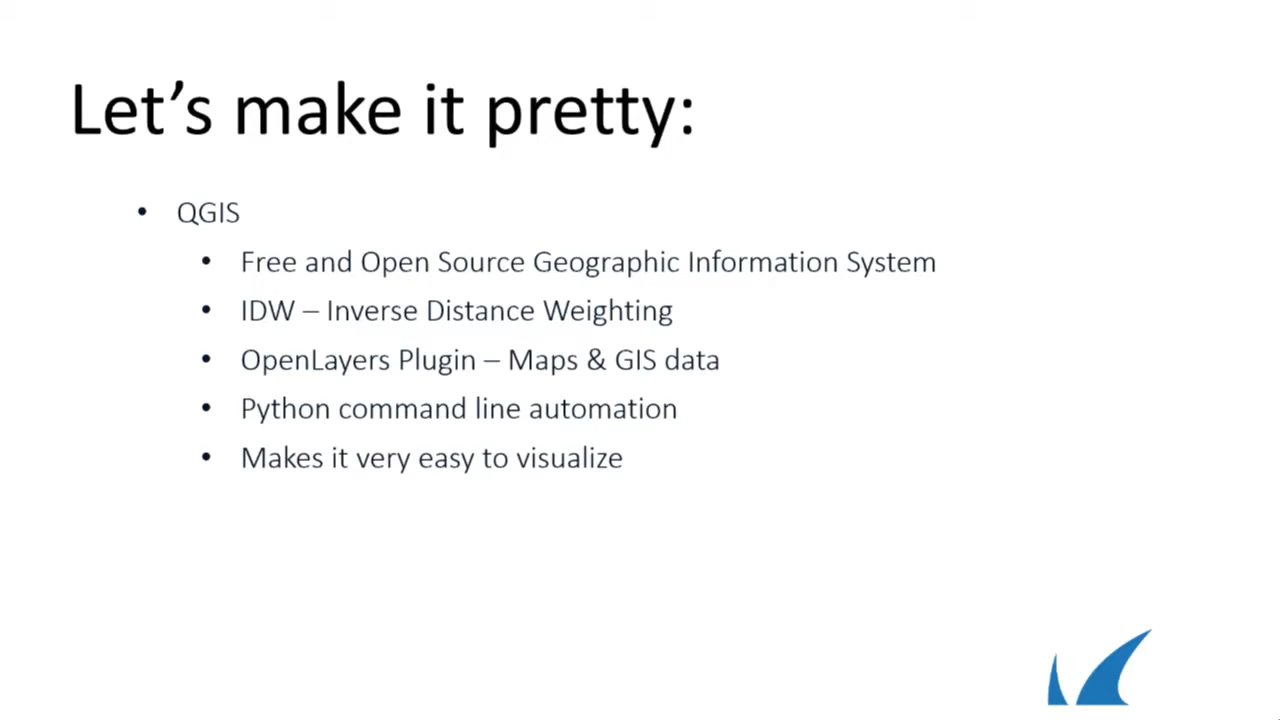 Let's make it pretty:
• QGIS
• Free and Open Source Geographic Information System
• IDW – Inverse Distance Weighting
• OpenLayers Plugin – Maps & GIS data
• Python command line automation
• Makes it very easy to visualize